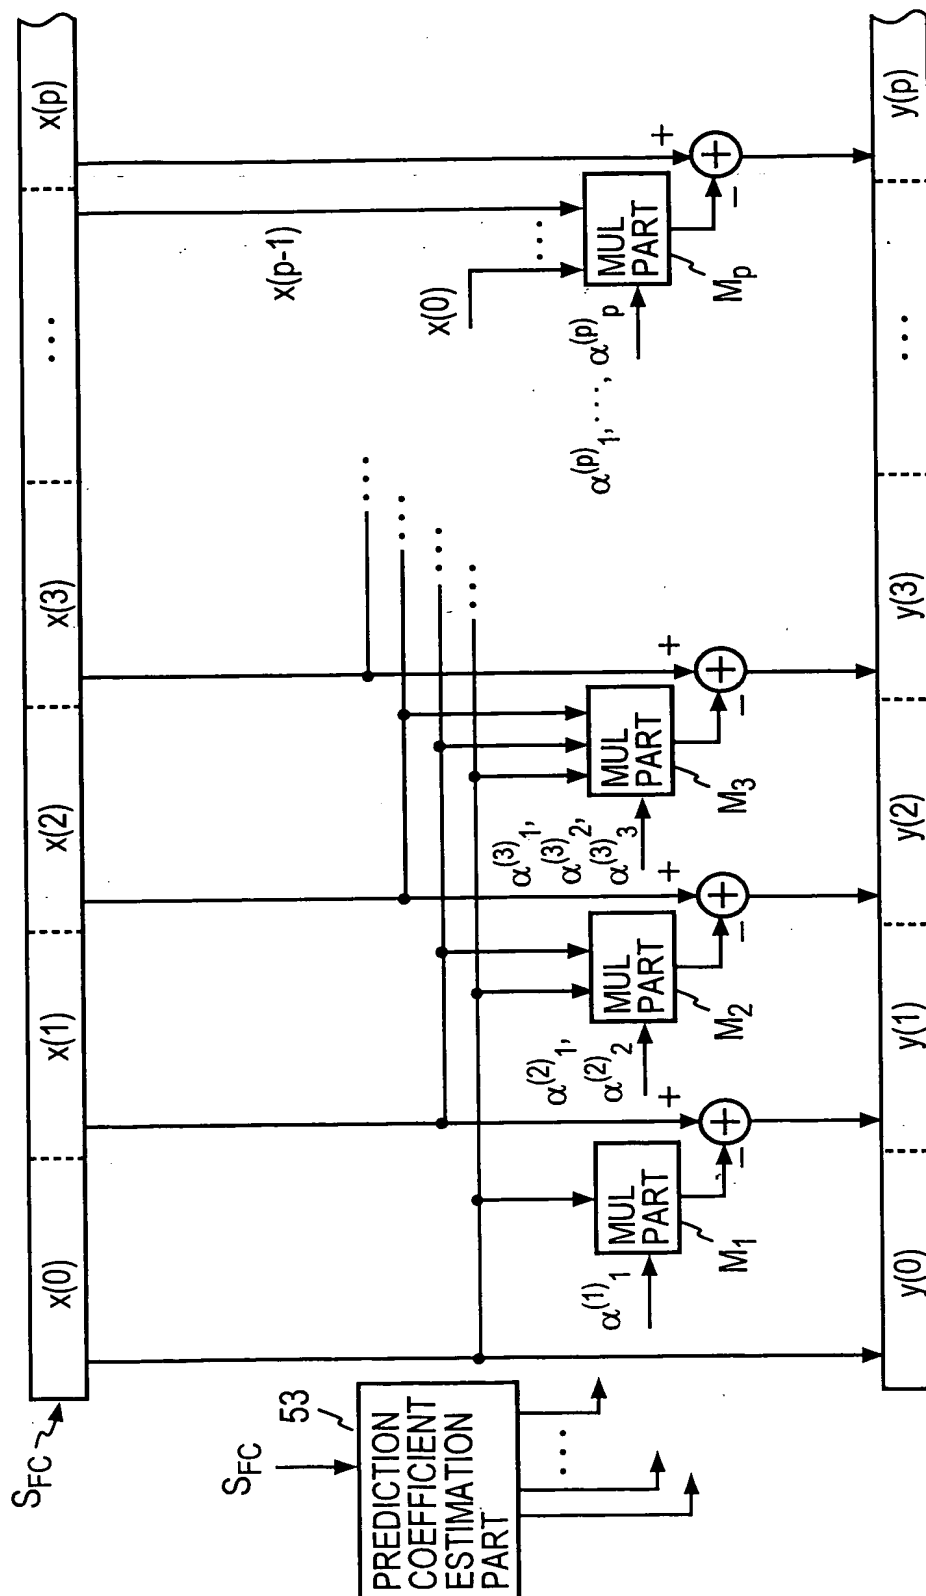 S_FC
x(0) x(1) x(2) x(3) ... x(p)
S_FC
53
PREDICTION
COEFFICIENT
ESTIMATION
PART
...
x(p-1)
x(0)
...
α^(1)_1
MUL
PART
M_1
+
−
+
α^(2)_1,
α^(2)_2
MUL
PART
M_2
+
−
+
α^(3)_1,
α^(3)_2,
α^(3)_3
MUL
PART
M_3
+
−
+
α^(p)_1, ..., α^(p)_p
MUL
PART
M_p
+
−
+
y(0) y(1) y(2) y(3) ... y(p)